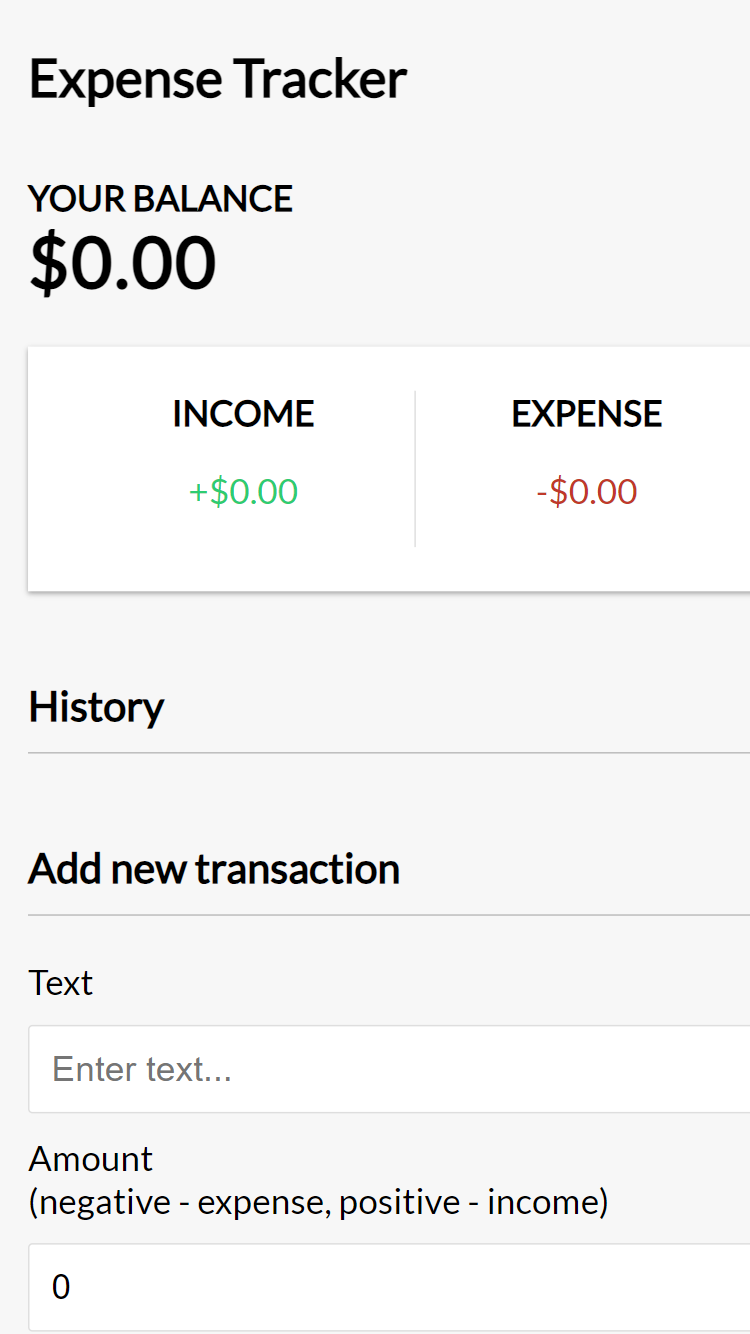 Expense Tracker
YOUR BALANCE
$0.00
INCOME
EXPENSE
+$0.00
-$0.00
History
Add new transaction
Text
Enter text...
Amount
(negative - expense, positive - income)
0